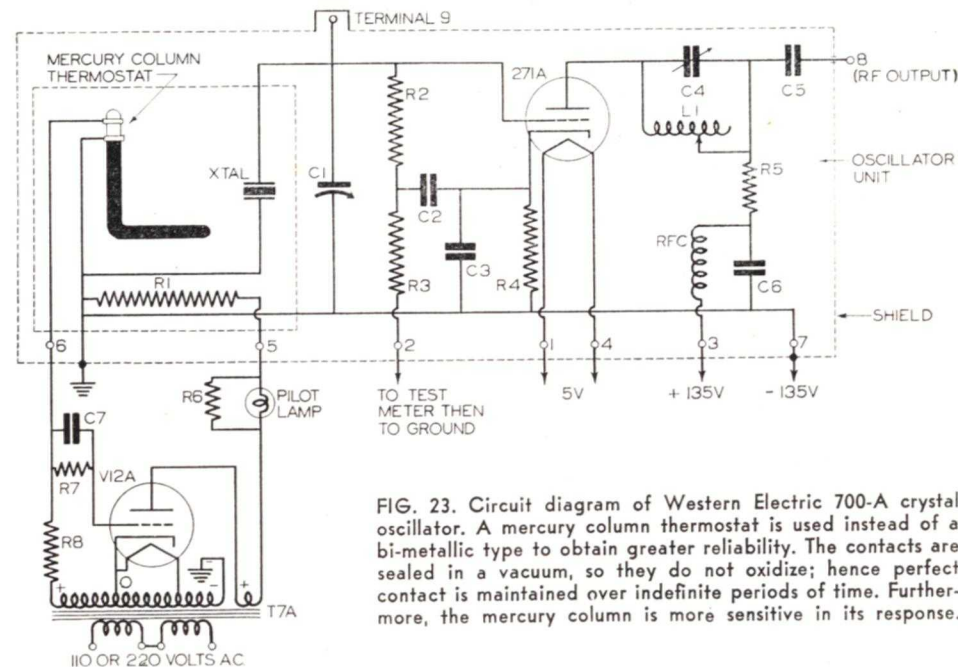 TERMINAL 9
MERCURY COLUMN
THERMOSTAT
271A
R2
C4
C5
8
(RF OUTPUT)
L1
XTAL
C1
C2
C3
R5
OSCILLATOR
UNIT
RFC
C6
R1
R3
R4
SHIELD
6
5
2
1
4
3
7
R6
PILOT
LAMP
TO TEST
METER THEN
TO GROUND
5V
+135V
-135V
C7
R7
V12A
R8
+
-
-
+
T7A
110 OR 220 VOLTS A.C.
FIG. 23. Circuit diagram of Western Electric 700-A crystal
oscillator. A mercury column thermostat is used instead of a
bi-metallic type to obtain greater reliability. The contacts are
sealed in a vacuum, so they do not oxidize; hence perfect
contact is maintained over indefinite periods of time. Further-
more, the mercury column is more sensitive in its response.